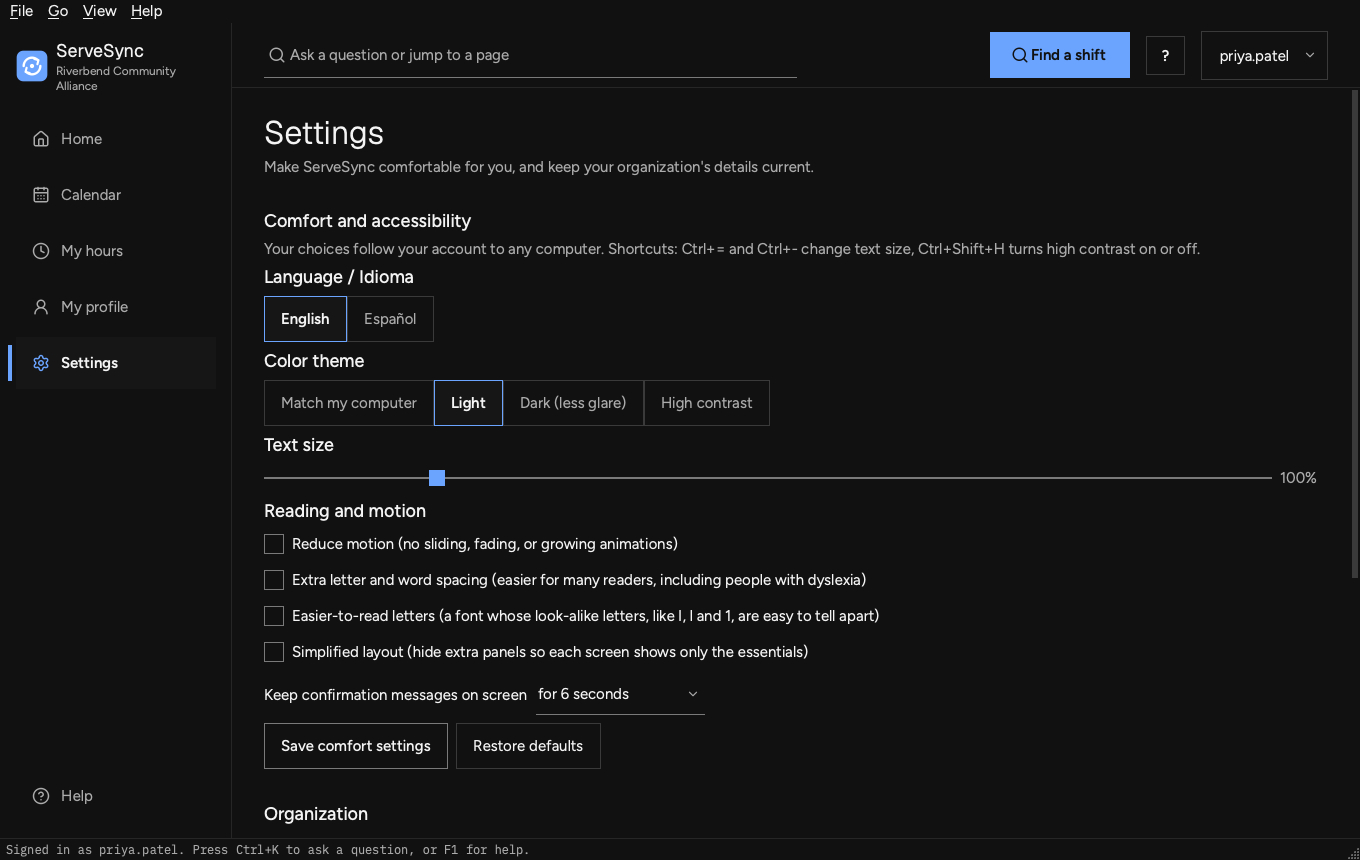 File Go View Help
ServeSync
Riverbend Community
Alliance
Ask a question or jump to a page
Find a shift
?
priya.patel
Home
Calendar
My hours
My profile
Settings
Help
Settings
Make ServeSync comfortable for you, and keep your organization's details current.
Comfort and accessibility
Your choices follow your account to any computer. Shortcuts: Ctrl+= and Ctrl+- change text size, Ctrl+Shift+H turns high contrast on or off.
Language / Idioma
English Español
Color theme
Match my computer Light Dark (less glare) High contrast
Text size
100%
Reading and motion
Reduce motion (no sliding, fading, or growing animations)
Extra letter and word spacing (easier for many readers, including people with dyslexia)
Easier-to-read letters (a font whose look-alike letters, like I, l and 1, are easy to tell apart)
Simplified layout (hide extra panels so each screen shows only the essentials)
Keep confirmation messages on screen for 6 seconds
Save comfort settings Restore defaults
Organization
Signed in as priya.patel. Press Ctrl+K to ask a question, or F1 for help.